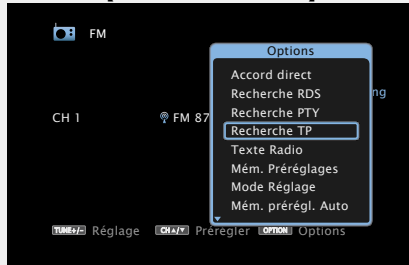 FM
Options
Accord direct
Recherche RDS
ng
Recherche PTY
CH 1
FM 87
Recherche TP
Texte Radio
Mém. Préréglages
Mode Réglage
Mém. prérégl. Auto
TUNE+/- Réglage CH▲/▼ Prérégler OPTION Options